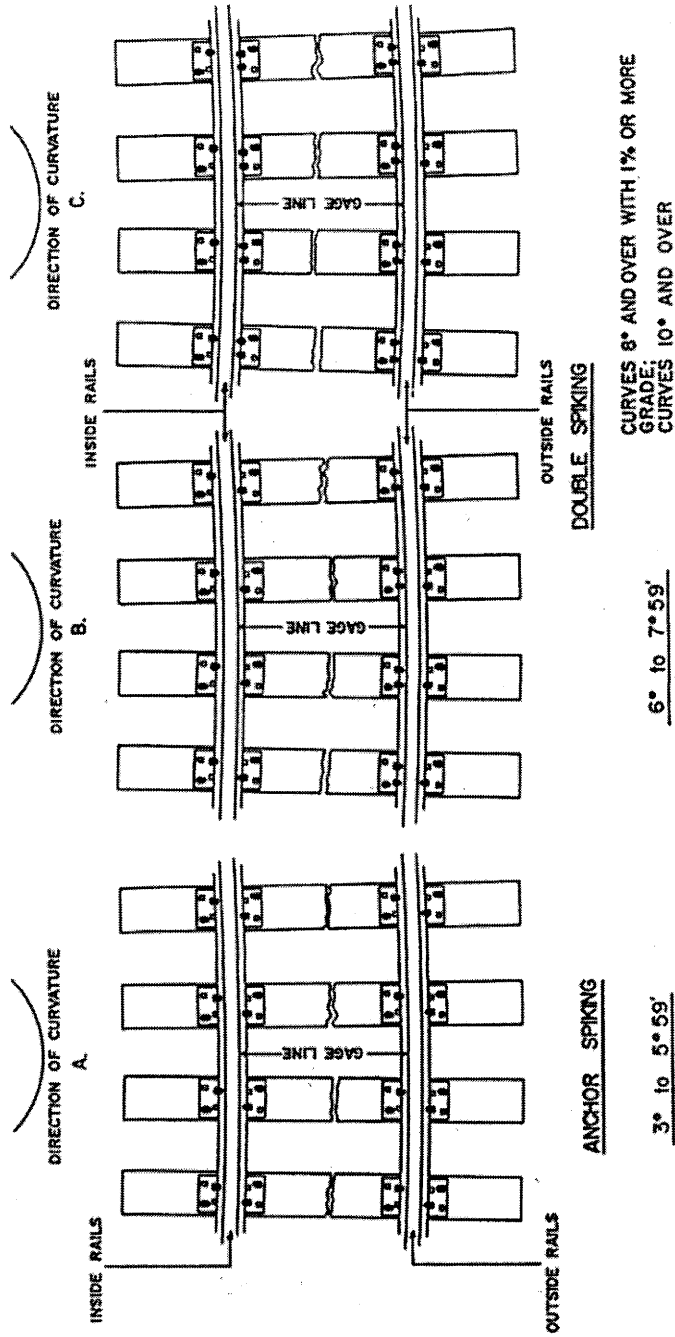 DIRECTION OF CURVATURE
A.
DIRECTION OF CURVATURE
B.
DIRECTION OF CURVATURE
C.
INSIDE RAILS
INSIDE RAILS
GAGE LINE
GAGE LINE
GAGE LINE
OUTSIDE RAILS
OUTSIDE RAILS
ANCHOR SPIKING
DOUBLE SPIKING
3° to 5°59'
6° to 7°59'
CURVES 8° AND OVER WITH 1% OR MORE
GRADE;
CURVES 10° AND OVER